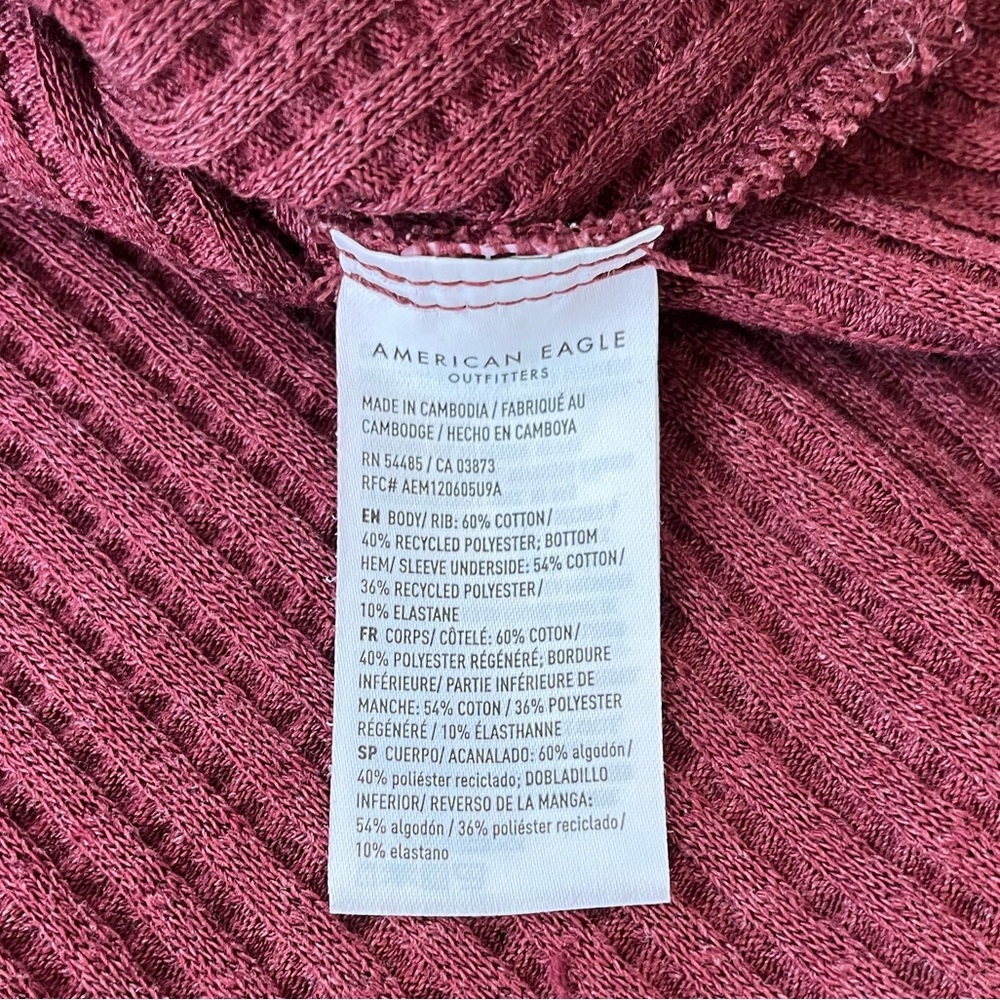 AMERICAN EAGLE
OUTFITTERS
MADE IN CAMBODIA / FABRIQUÉ AU
CAMBODGE / HECHO EN CAMBOYA
RN 54485 / CA 03873
RFC# AEM120605U9A
EN BODY/ RIB: 60% COTTON/
40% RECYCLED POLYESTER; BOTTOM
HEM/ SLEEVE UNDERSIDE: 54% COTTON/
36% RECYCLED POLYESTER/
10% ELASTANE
FR CORPS/ CÔTELÉ: 60% COTON/
40% POLYESTER RÉGÉNÉRÉ; BORDURE
INFÉRIEURE/ PARTIE INFÉRIEURE DE
MANCHE: 54% COTON / 36% POLYESTER
RÉGÉNÉRÉ / 10% ÉLASTHANNE
SP CUERPO/ ACANALADO: 60% algodón/
40% poliéster reciclado; DOBLADILLO
INFERIOR/ REVERSO DE LA MANGA:
54% algodón / 36% poliéster reciclado/
10% elastano